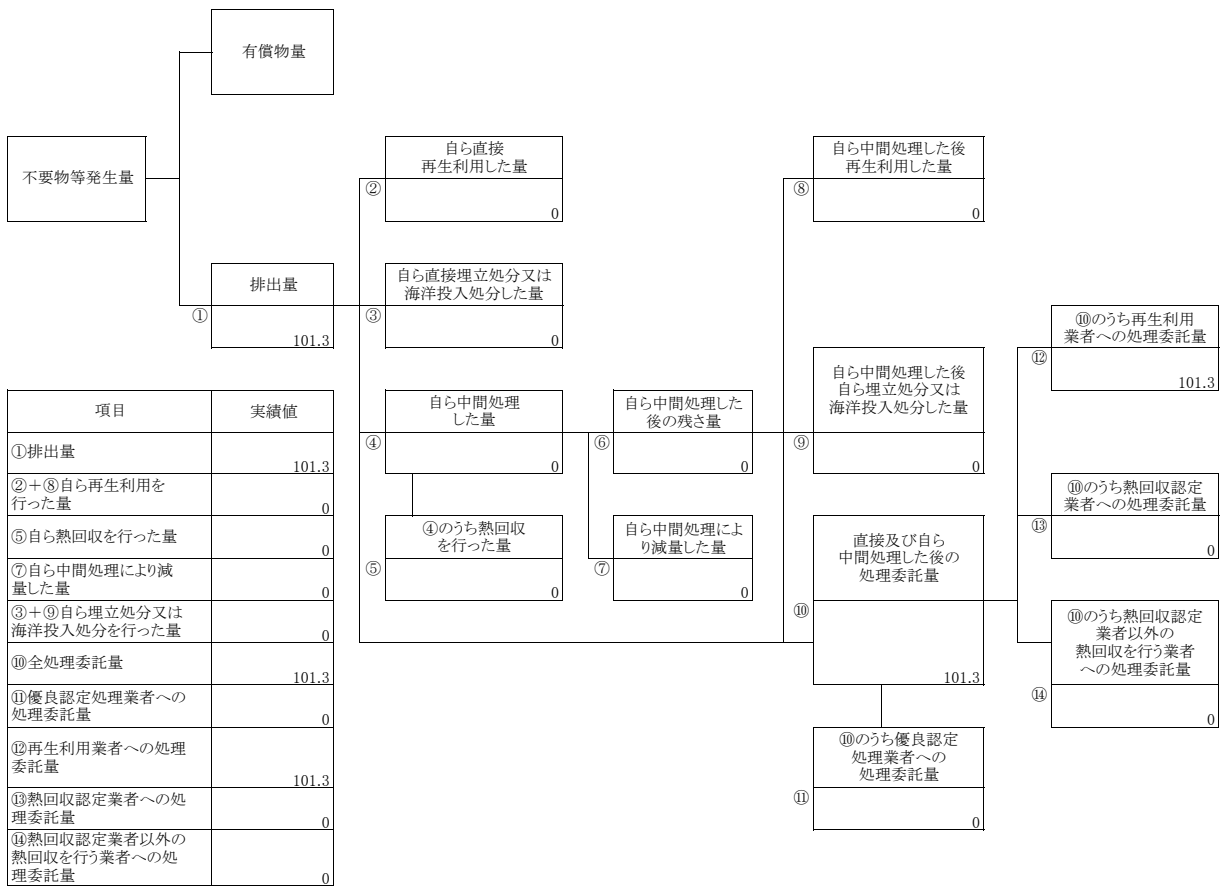 有償物量
不要物等発生量
排出量
①
101.3
自ら直接
再生利用した量
②
0
自ら直接埋立処分又は
海洋投入処分した量
③
0
自ら中間処理
した量
④
0
④のうち熱回収
を行った量
⑤
0
自ら中間処理した
後の残さ量
⑥
0
自ら中間処理によ
り減量した量
⑦
0
自ら中間処理した後
再生利用した量
⑧
0
自ら中間処理した後
自ら埋立処分又は
海洋投入処分した量
⑨
0
直接及び自ら
中間処理した後の
処理委託量
⑩
101.3
⑩のうち優良認定
処理業者への
処理委託量
⑪
0
⑩のうち再生利用
業者への処理委託量
⑫
101.3
⑩のうち熱回収認定
業者への処理委託量
⑬
0
⑩のうち熱回収認定
業者以外の
熱回収を行う業者
への処理委託量
⑭
0
項目 実績値
①排出量
101.3
②+⑧自ら再生利用を
行った量
0
⑤自ら熱回収を行った量
0
⑦自ら中間処理により減
量した量
0
③+⑨自ら埋立処分又は
海洋投入処分を行った量
0
⑩全処理委託量
101.3
⑪優良認定処理業者への
処理委託量
0
⑫再生利用業者への処理
委託量
101.3
⑬熱回収認定業者への処
理委託量
0
⑭熱回収認定業者以外の
熱回収を行う業者への処
理委託量
0